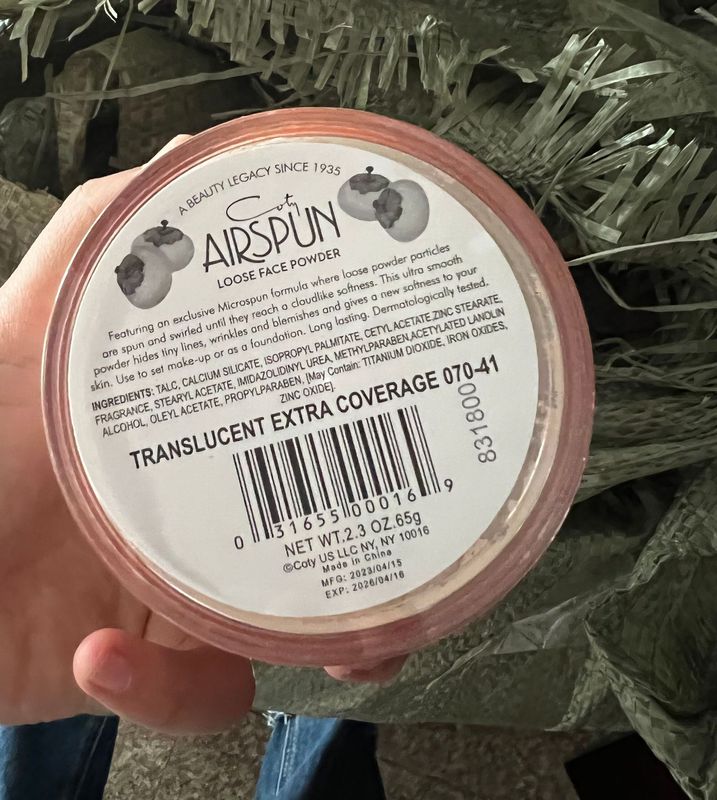 A BEAUTY LEGACY SINCE 1935
Coty
AIRSPUN
LOOSE FACE POWDER
Featuring an exclusive Microspun formula where loose powder particles
are spun and swirled until they reach a cloudlike softness. This ultra smooth
powder hides tiny lines, wrinkles and blemishes and gives a new softness to your
skin. Use to set make-up or as a foundation. Long lasting. Dermatologically tested.
INGREDIENTS: TALC, CALCIUM SILICATE, ISOPROPYL PALMITATE, CETYLACETATE,ZINC STEARATE,
FRAGRANCE, STEARYL ACETATE, IMIDAZOLIDINYL UREA, METHYLPARABEN,ACETYLATED LANOLIN
ALCOHOL, OLEYL ACETATE, PROPYLPARABEN, [May Contain: TITANIUM DIOXIDE, IRON OXIDES,
ZINC OXIDE].
TRANSLUCENT EXTRA COVERAGE 070-41
831800
0 31655 00016 9
NET WT.2.3 OZ.65g
©Coty US LLC NY, NY 10016
Made in China
MFG: 2023/04/15
EXP: 2026/04/16